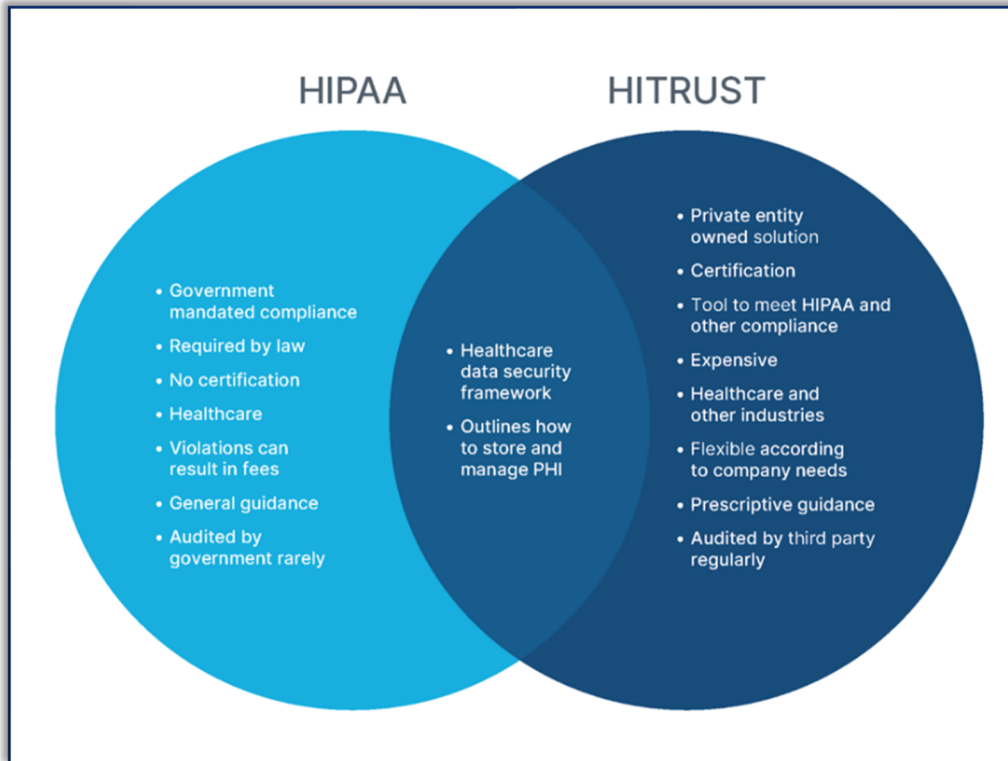 HIPAA
HITRUST
• Government
mandated compliance
• Required by law
• No certification
• Healthcare
• Violations can
result in fees
• General guidance
• Audited by
government rarely
• Healthcare
data security
framework
• Outlines how
to store and
manage PHI
• Private entity
owned solution
• Certification
• Tool to meet HIPAA and
other compliance
• Expensive
• Healthcare and
other industries
• Flexible according
to company needs
• Prescriptive guidance
• Audited by third party
regularly